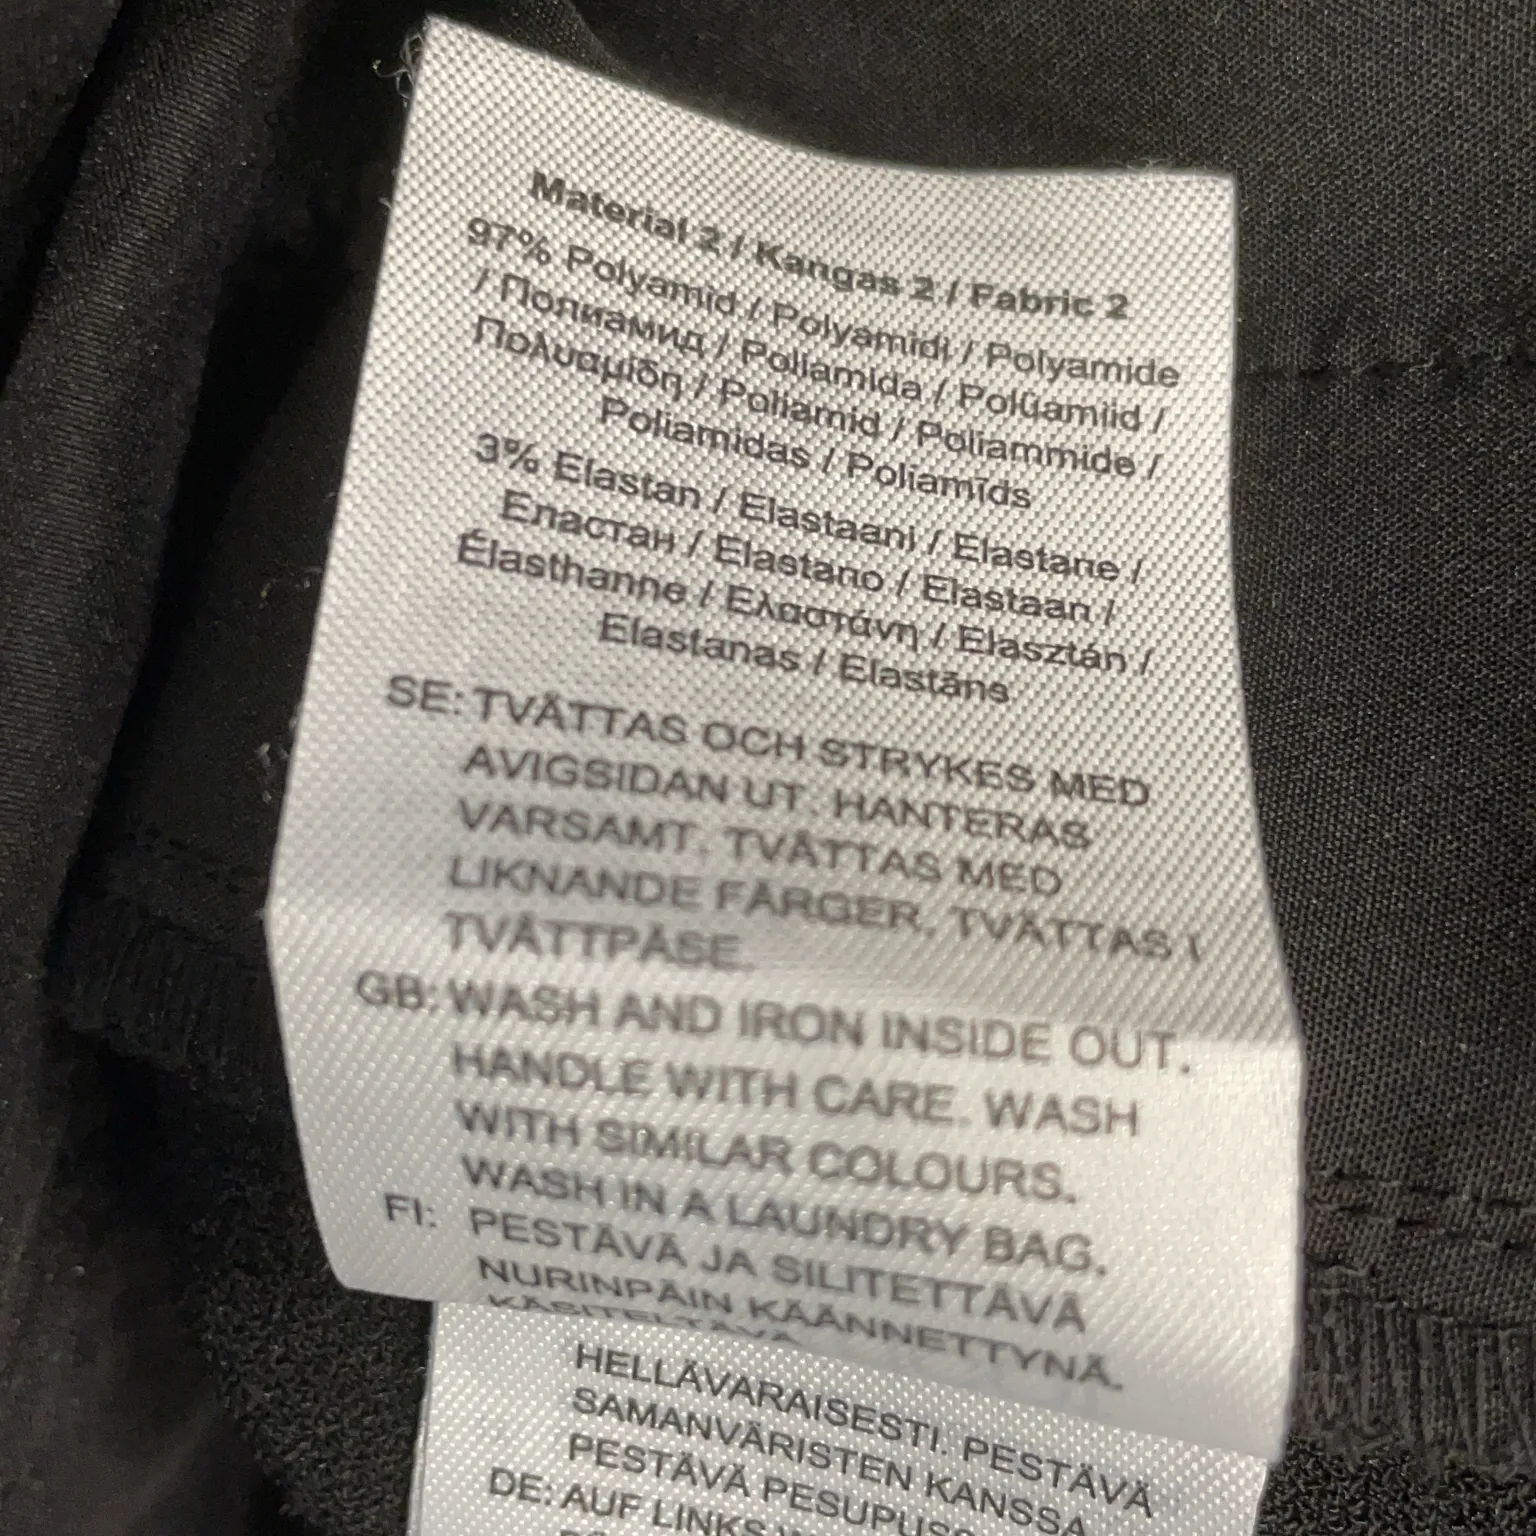 Material 2 / Kangas 2 / Fabric 2
97% Polyamid / Polyamidi / Polyamide
/ Полиамид / Poliamida / Polüamiid /
Πολυαμίδη / Poliamid / Poliammide /
Poliamidas / Poliamīds
3% Elastan / Elastaani / Elastane /
Еластан / Elastano / Elastaan /
Élasthanne / Ελαστάνη / Elasztán /
Elastanas / Elastāns
SE: TVÄTTAS OCH STRYKES MED
AVIGSIDAN UT. HANTERAS
VARSAMT. TVÄTTAS MED
LIKNANDE FÄRGER. TVÄTTAS I
TVÄTTPÅSE.
GB: WASH AND IRON INSIDE OUT.
HANDLE WITH CARE. WASH
WITH SIMILAR COLOURS.
WASH IN A LAUNDRY BAG.
FI: PESTÄVÄ JA SILITETTÄVÄ
NURINPÄIN KÄÄNNETTYNÄ.
KÄSITELTÄVÄ
HELLÄVARAISESTI. PESTÄVÄ
SAMANVÄRISTEN KANSSA
PESTÄVÄ PESUPUSS
DE: AUF LINKS